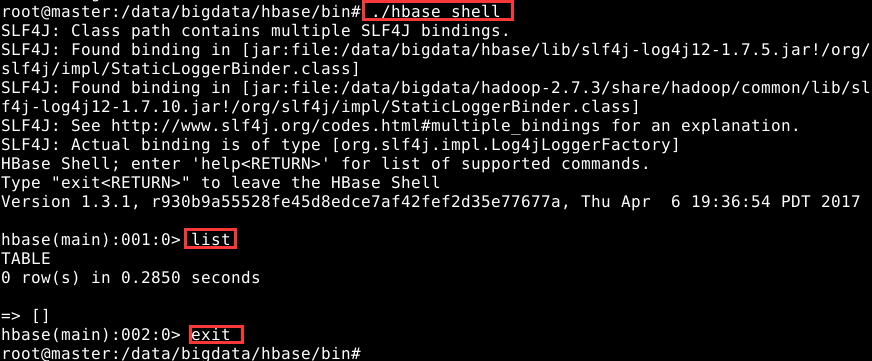 root@master:/data/bigdata/hbase/bin# ./hbase shell
SLF4J: Class path contains multiple SLF4J bindings.
SLF4J: Found binding in [jar:file:/data/bigdata/hbase/lib/slf4j-log4j12-1.7.5.jar!/org/
slf4j/impl/StaticLoggerBinder.class]
SLF4J: Found binding in [jar:file:/data/bigdata/hadoop-2.7.3/share/hadoop/common/lib/sl
f4j-log4j12-1.7.10.jar!/org/slf4j/impl/StaticLoggerBinder.class]
SLF4J: See http://www.slf4j.org/codes.html#multiple_bindings for an explanation.
SLF4J: Actual binding is of type [org.slf4j.impl.Log4jLoggerFactory]
HBase Shell; enter 'help<RETURN>' for list of supported commands.
Type "exit<RETURN>" to leave the HBase Shell
Version 1.3.1, r930b9a55528fe45d8edce7af42fef2d35e77677a, Thu Apr  6 19:36:54 PDT 2017

hbase(main):001:0> list
TABLE
0 row(s) in 0.2850 seconds

=> []
hbase(main):002:0> exit
root@master:/data/bigdata/hbase/bin#